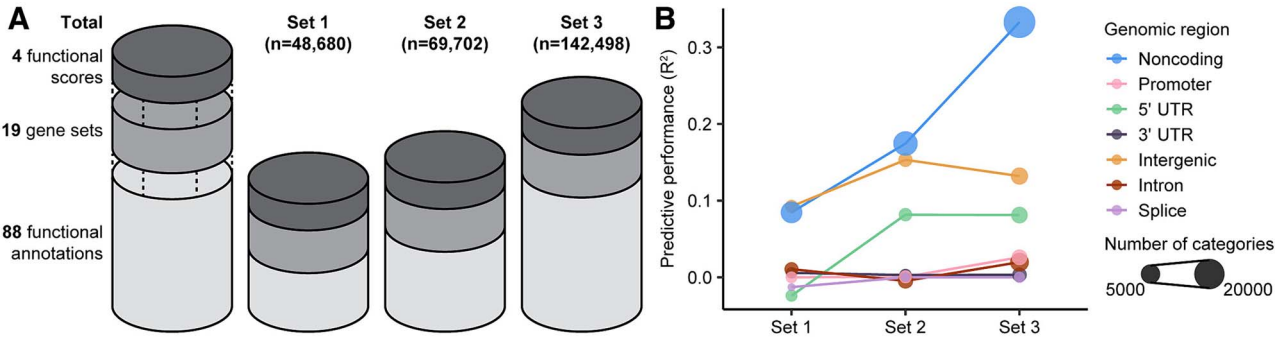 A
Total
4 functional
scores
19 gene sets
88 functional
annotations
Set 1
(n=48,680)
Set 2
(n=69,702)
Set 3
(n=142,498)
B
Predictive performance (R²)
0.3
0.2
0.1
0.0
Set 1
Set 2
Set 3
Genomic region
Noncoding
Promoter
5' UTR
3' UTR
Intergenic
Intron
Splice
Number of categories
5000
20000